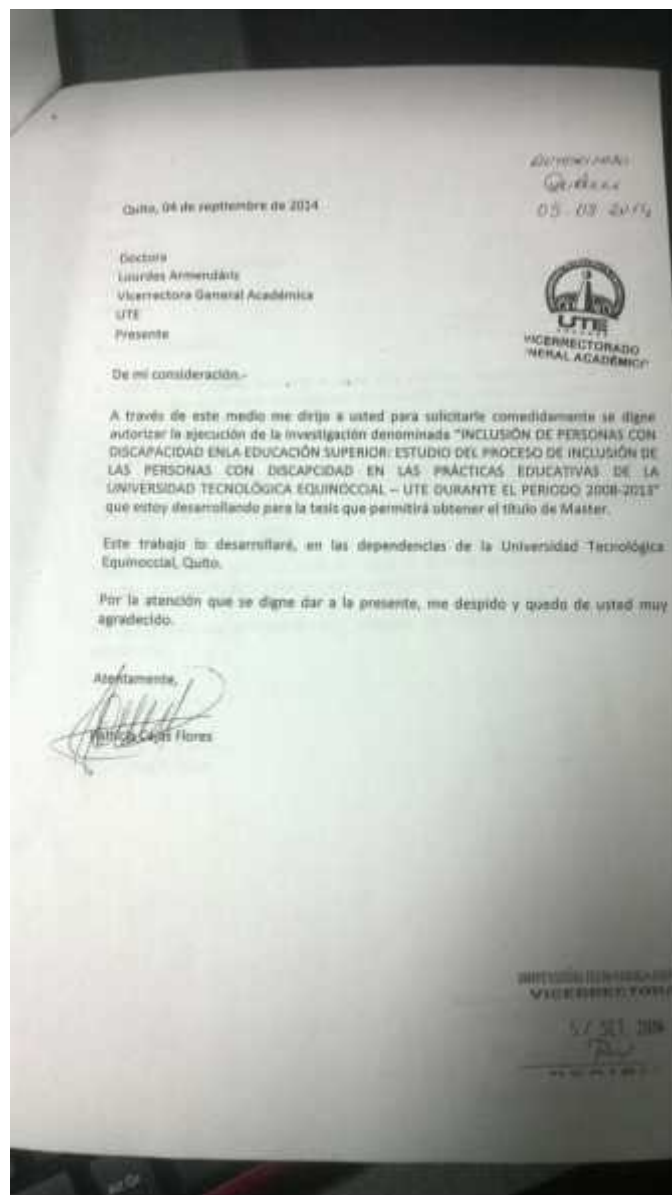 Quito, 04 de septiembre de 2014
05-09 2014
Doctora
Lourdes Armendáriz
Vicerrectora General Académica
UTE
Presente
UTE
VICERRECTORADO
GENERAL ACADÉMICO
De mi consideración.-
A través de este medio me dirijo a usted para solicitarle comedidamente se digne
autorizar la ejecución de la investigación denominada "INCLUSIÓN DE PERSONAS CON
DISCAPACIDAD ENLA EDUCACIÓN SUPERIOR: ESTUDIO DEL PROCESO DE INCLUSIÓN DE
LAS PERSONAS CON DISCAPCIDAD EN LAS PRÁCTICAS EDUCATIVAS DE LA
UNIVERSIDAD TECNOLÓGICA EQUINOCCIAL – UTE DURANTE EL PERIODO 2008-2013"
que estoy desarrollando para la tesis que permitirá obtener el título de Master.
Este trabajo lo desarrollaré, en las dependencias de la Universidad Tecnológica
Equinoccial, Quito.
Por la atención que se digne dar a la presente, me despido y quedo de usted muy
agradecido.
Atentamente,
Patricio Cajas Flores
VICERRECTORA